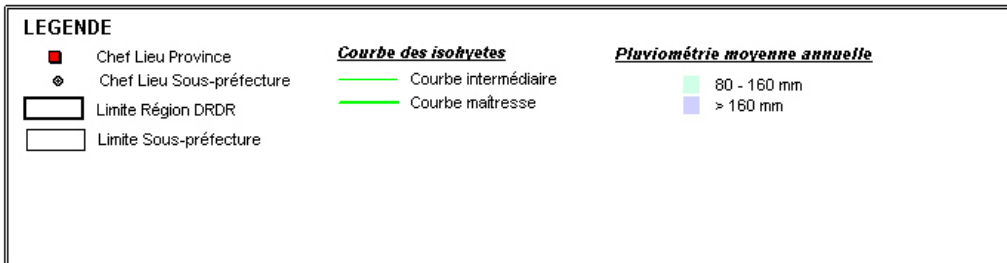 LEGENDE
Chef Lieu Province
Chef Lieu Sous-préfecture
Limite Région DRDR
Limite Sous-préfecture
Courbe des isohyetes
Courbe intermédiaire
Courbe maîtresse
Pluviométrie moyenne annuelle
80 - 160 mm
> 160 mm